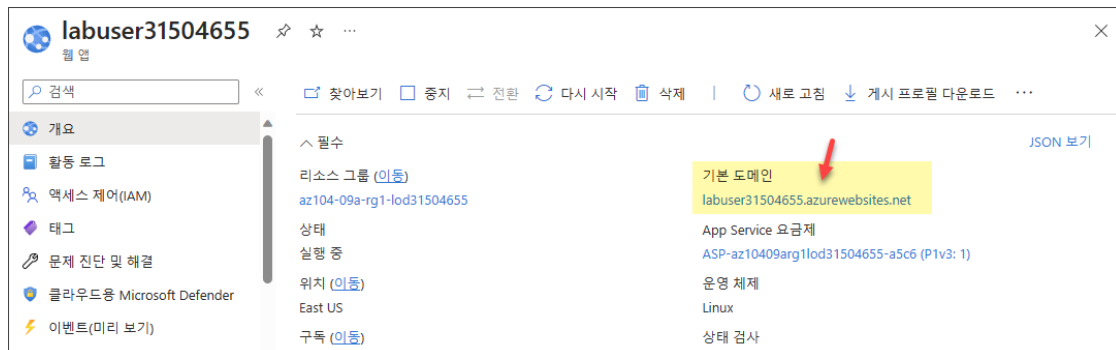 labuser31504655
웹 앱
검색
찾아보기 중지 전환 다시 시작 삭제 새로 고침 게시 프로필 다운로드
개요
활동 로그
액세스 제어(IAM)
태그
문제 진단 및 해결
클라우드용 Microsoft Defender
이벤트(미리 보기)
필수
JSON 보기
리소스 그룹 (이동)
az104-09a-rg1-lod31504655
상태
실행 중
위치 (이동)
East US
구독 (이동)
기본 도메인
labuser31504655.azurewebsites.net
App Service 요금제
ASP-az10409arg1lod31504655-a5c6 (P1v3: 1)
운영 체제
Linux
상태 검사